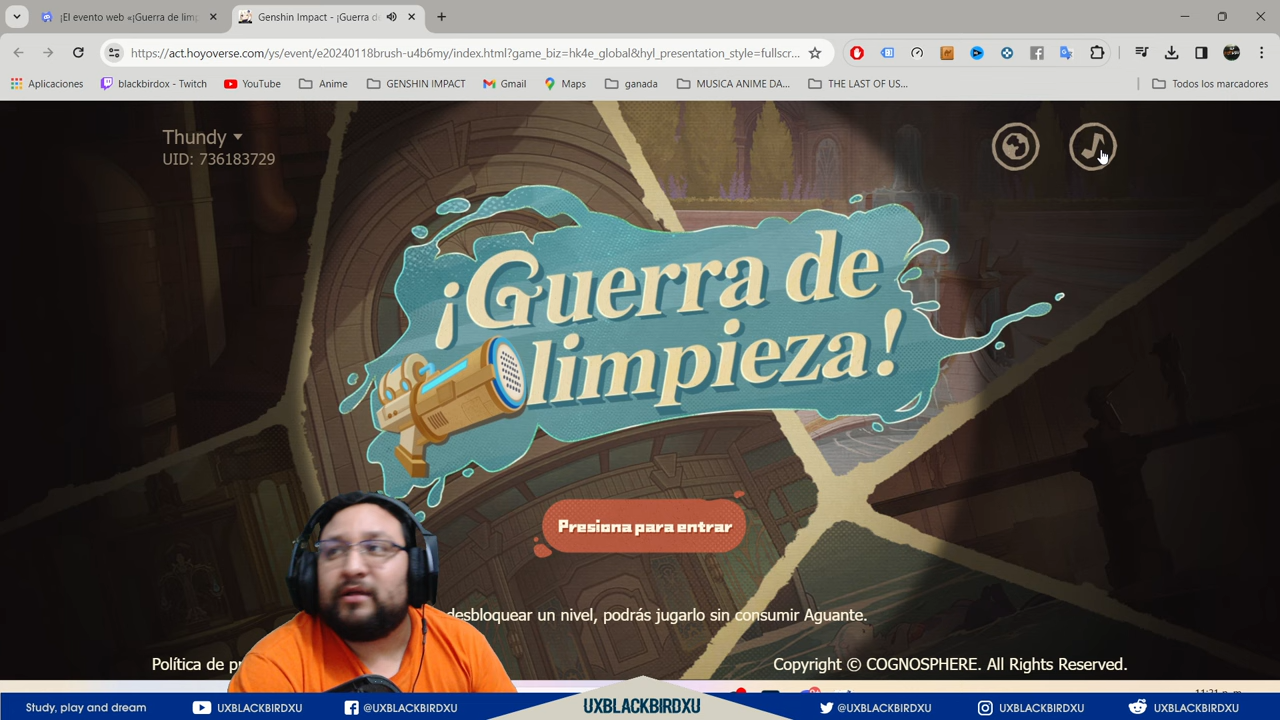 ¡El evento web «¡Guerra de limp
Genshin Impact - ¡Guerra d
https://act.hoyoverse.com/ys/event/e20240118brush-u4b6my/index.html?game_biz=hk4e_global&hyl_presentation_style=fullscr...
Aplicaciones
blackbirdox - Twitch
YouTube
Anime
GENSHIN IMPACT
Gmail
Maps
ganada
MUSICA ANIME DA...
THE LAST OF US...
Todos los marcadores
Thundy
UID: 736183729
¡Guerra de
limpieza!
Presiona para entrar
desbloquear un nivel, podrás jugarlo sin consumir Aguante.
Política de
Copyright © COGNOSPHERE. All Rights Reserved.
Study, play and dream
UXBLACKBIRDXU
@UXBLACKBIRDXU
UXBLACKBIRDXU
@UXBLACKBIRDXU
UXBLACKBIRDXU
UXBLACKBIRDXU